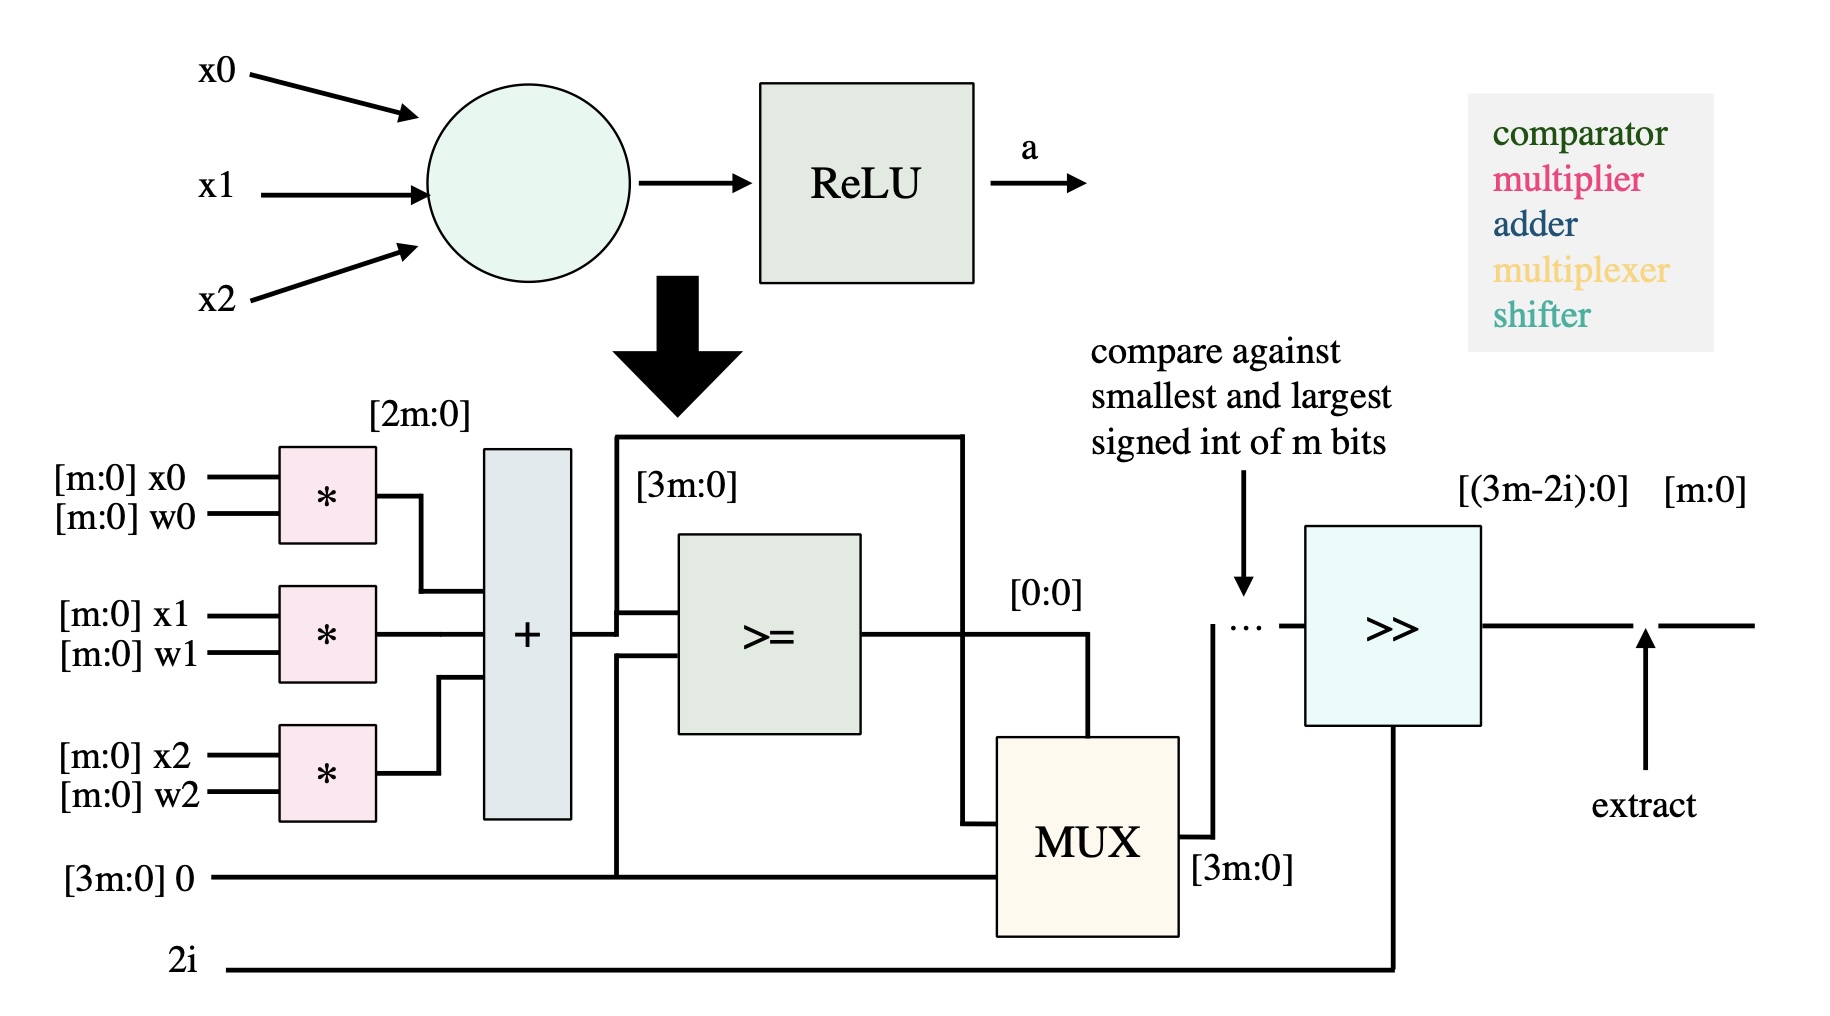 x0
x1
x2
ReLU
a
comparator
multiplier
adder
multiplexer
shifter
compare against
smallest and largest
signed int of m bits
[2m:0]
[m:0] x0
[m:0] w0
*
[m:0] x1
[m:0] w1
*
[m:0] x2
[m:0] w2
*
+
[3m:0]
>=
[0:0]
[3m:0] 0
MUX
[3m:0]
...
>>
[(3m-2i):0]
[m:0]
extract
2i